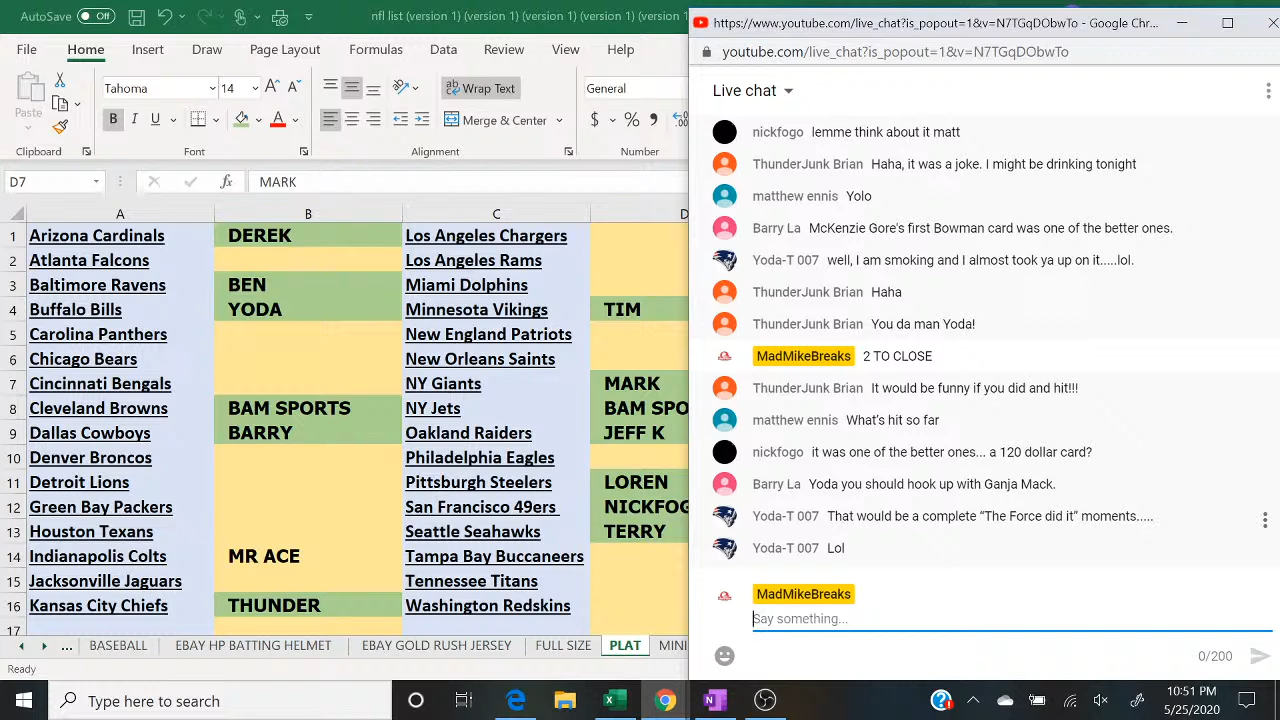 AutoSave Off nfl list (version 1) (version 1) (version 1) (version 1
https://www.youtube.com/live_chat?is_popout=1&v=N7TGqDObwTo - Google Chr...
youtube.com/live_chat?is_popout=1&v=N7TGqDObwTo
File Home Insert Draw Page Layout Formulas Data Review View Help
Paste
Tahoma 14
B I U A
Wrap Text
Merge & Center
General
$ % ,
Clipboard Font Alignment Number
D7 fx MARK
A B C D
1 Arizona Cardinals DEREK Los Angeles Chargers
2 Atlanta Falcons Los Angeles Rams
3 Baltimore Ravens BEN Miami Dolphins
4 Buffalo Bills YODA Minnesota Vikings TIM
5 Carolina Panthers New England Patriots
6 Chicago Bears New Orleans Saints
7 Cincinnati Bengals NY Giants MARK
8 Cleveland Browns BAM SPORTS NY Jets BAM SPO
9 Dallas Cowboys BARRY Oakland Raiders JEFF K
10 Denver Broncos Philadelphia Eagles
11 Detroit Lions Pittsburgh Steelers LOREN
12 Green Bay Packers San Francisco 49ers NICKFOG
13 Houston Texans Seattle Seahawks TERRY
14 Indianapolis Colts MR ACE Tampa Bay Buccaneers
15 Jacksonville Jaguars Tennessee Titans
16 Kansas City Chiefs THUNDER Washington Redskins
17
... BASEBALL EBAY HP BATTING HELMET EBAY GOLD RUSH JERSEY FULL SIZE PLAT MINI
Ready
Live chat
nickfogo lemme think about it matt
ThunderJunk Brian Haha, it was a joke. I might be drinking tonight
matthew ennis Yolo
Barry La McKenzie Gore's first Bowman card was one of the better ones.
Yoda-T 007 well, I am smoking and I almost took ya up on it.....lol.
ThunderJunk Brian Haha
ThunderJunk Brian You da man Yoda!
MadMikeBreaks 2 TO CLOSE
ThunderJunk Brian It would be funny if you did and hit!!!
matthew ennis What's hit so far
nickfogo it was one of the better ones... a 120 dollar card?
Barry La Yoda you should hook up with Ganja Mack.
Yoda-T 007 That would be a complete “The Force did it” moments.....
Yoda-T 007 Lol
MadMikeBreaks
Say something...
0/200
Type here to search
10:51 PM
5/25/2020